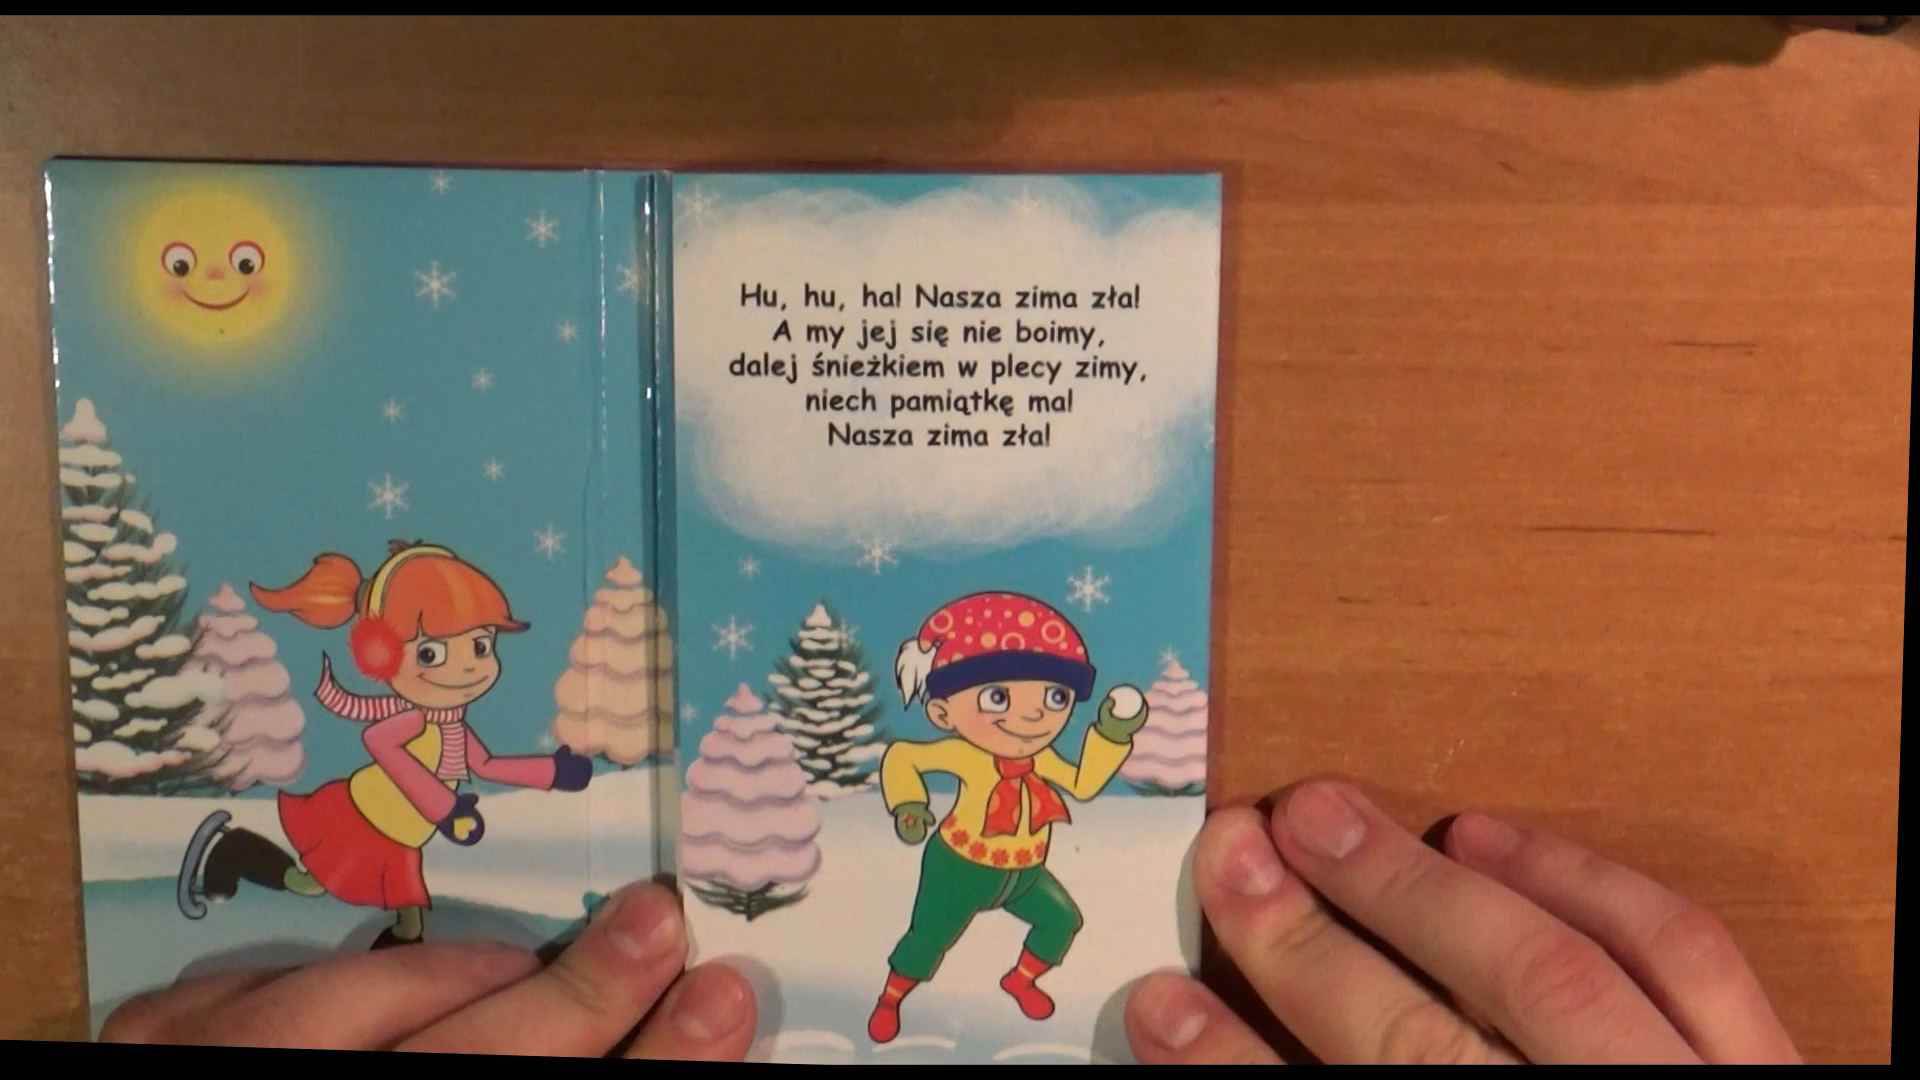 Hu, hu, ha! Nasza zima zła!
A my jej się nie boimy,
dalej śnieżkiem w plecy zimy,
niech pamiątkę ma!
Nasza zima zła!